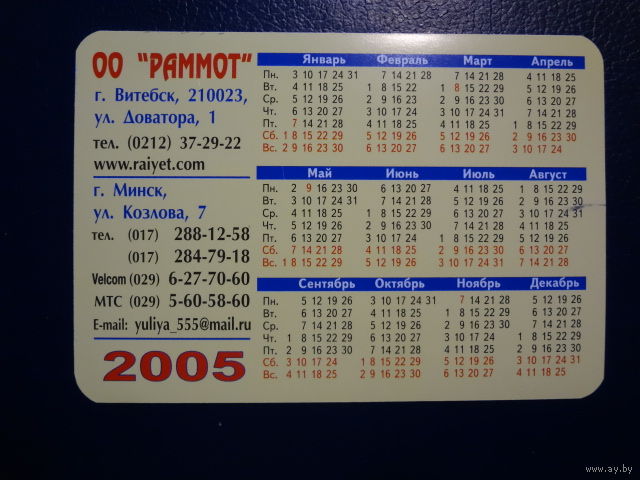 ОО "РАММОТ"
г. Витебск, 210023,
ул. Доватора, 1
тел. (0212) 37-29-22
www.raiyet.com
г. Минск,
ул. Козлова, 7
тел. (017) 288-12-58
(017) 284-79-18
Velcom (029) 6-27-70-60
МТС (029) 5-60-58-60
E-mail: yuliya_555@mail.ru
2005
Январь Февраль Март Апрель
Пн. 3 10 17 24 31 7 14 21 28 7 14 21 28 4 11 18 25
Вт. 4 11 18 25 1 8 15 22 1 8 15 22 29 5 12 19 26
Ср. 5 12 19 26 2 9 16 23 2 9 16 23 30 6 13 20 27
Чт. 6 13 20 27 3 10 17 24 3 10 17 24 31 7 14 21 28
Пт. 7 14 21 28 4 11 18 25 4 11 18 25 1 8 15 22 29
Сб. 1 8 15 22 29 5 12 19 26 5 12 19 26 2 9 16 23 30
Вс. 2 9 16 23 30 6 13 20 27 6 13 20 27 3 10 17 24
Май Июнь Июль Август
Пн. 2 9 16 23 30 6 13 20 27 4 11 18 25 1 8 15 22 29
Вт. 3 10 17 24 31 7 14 21 28 5 12 19 26 2 9 16 23 30
Ср. 4 11 18 25 1 8 15 22 29 6 13 20 27 3 10 17 24 31
Чт. 5 12 19 26 2 9 16 23 30 7 14 21 28 4 11 18 25
Пт. 6 13 20 27 3 10 17 24 1 8 15 22 29 5 12 19 26
Сб. 7 14 21 28 4 11 18 25 2 9 16 23 30 6 13 20 27
Вс. 1 8 15 22 29 5 12 19 26 3 10 17 24 31 7 14 21 28
Сентябрь Октябрь Ноябрь Декабрь
Пн. 5 12 19 26 3 10 17 24 31 7 14 21 28 5 12 19 26
Вт. 6 13 20 27 4 11 18 25 1 8 15 22 29 6 13 20 27
Ср. 7 14 21 28 5 12 19 26 2 9 16 23 30 7 14 21 28
Чт. 1 8 15 22 29 6 13 20 27 3 10 17 24 1 8 15 22 29
Пт. 2 9 16 23 30 7 14 21 28 4 11 18 25 2 9 16 23 30
Сб. 3 10 17 24 1 8 15 22 29 5 12 19 26 3 10 17 24 31
Вс. 4 11 18 25 2 9 16 23 30 6 13 20 27 4 11 18 25
www.ay.by